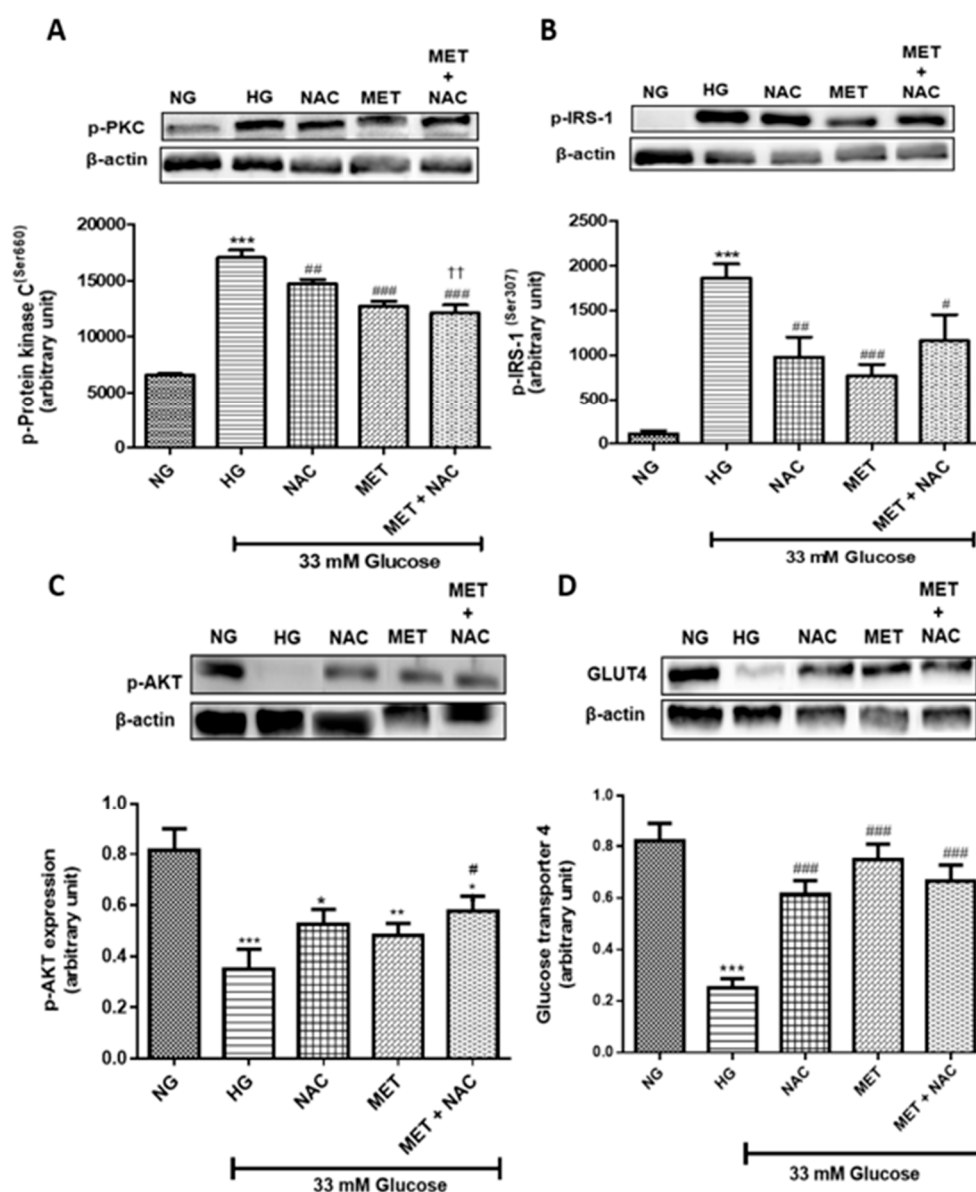 A
MET
+
NG HG NAC MET NAC
p-PKC
β-actin
20000
15000
10000
5000
0
p-Protein kinase C(Ser660)
(arbitrary unit)
***
##
###
††
###
NG
HG
NAC
MET
MET + NAC
33 mM Glucose
B
MET
+
NG HG NAC MET NAC
p-IRS-1
β-actin
2500
2000
1500
1000
500
0
p-IRS-1 (Ser307)
(arbitrary unit)
***
##
###
#
NG
HG
NAC
MET
MET + NAC
33 mM Glucose
C
MET
+
NG HG NAC MET NAC
p-AKT
β-actin
1.0
0.8
0.6
0.4
0.2
0.0
p-AKT expression
(arbitrary unit)
***
*
**
#
*
NG
HG
NAC
MET
MET + NAC
33 mM Glucose
D
MET
+
NG HG NAC MET NAC
GLUT4
β-actin
1.0
0.8
0.6
0.4
0.2
0.0
Glucose transporter 4
(arbitrary unit)
***
###
###
###
NG
HG
NAC
MET
MET + NAC
33 mM Glucose